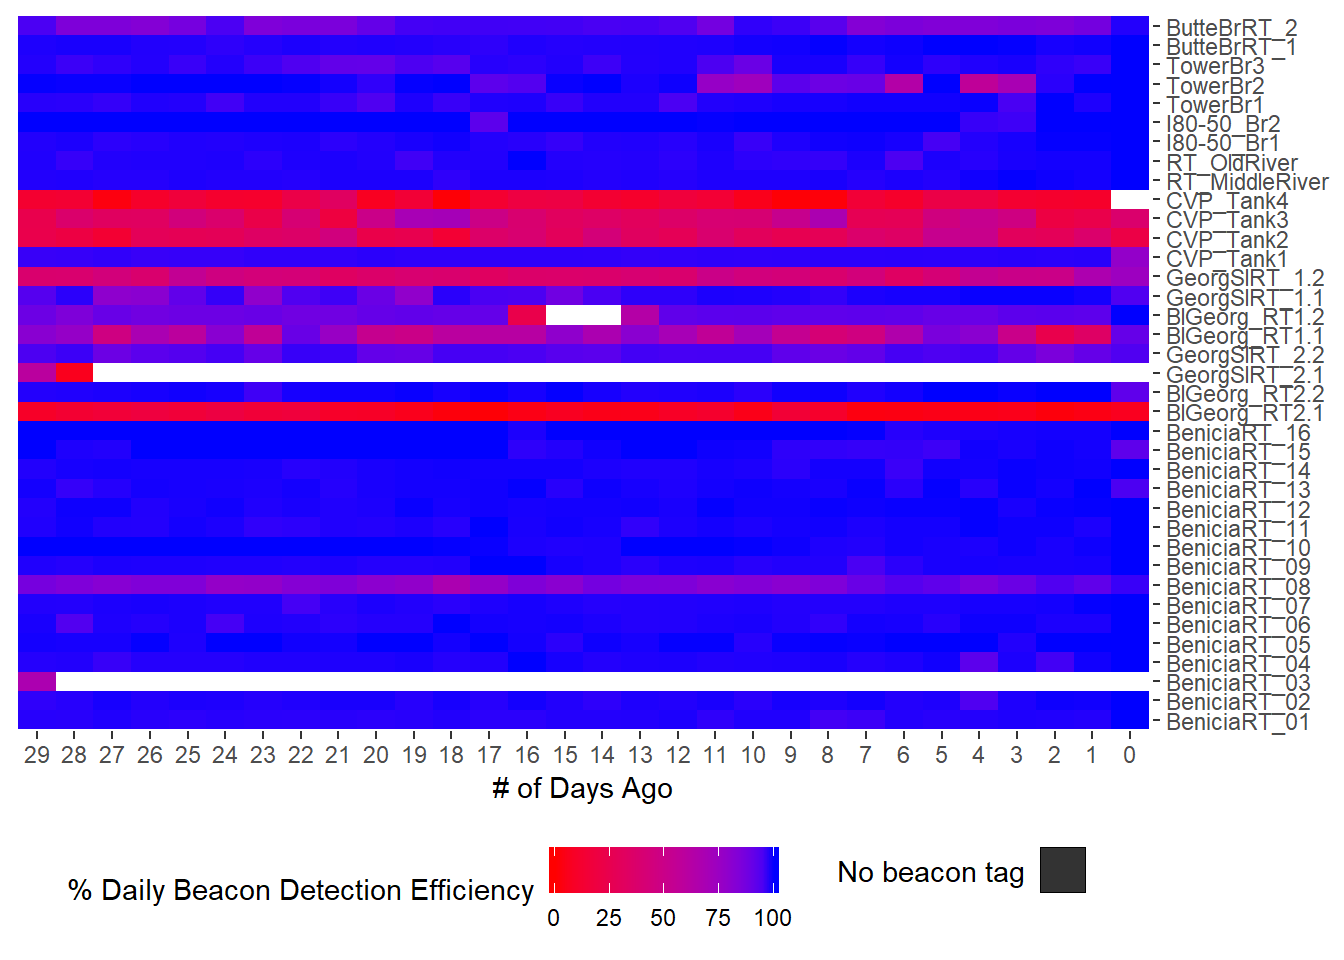 ButteBrRT_2
ButteBrRT_1
TowerBr3
TowerBr2
TowerBr1
I80-50_Br2
I80-50_Br1
RT_OldRiver
RT_MiddleRiver
CVP_Tank4
CVP_Tank3
CVP_Tank2
CVP_Tank1
GeorgSlRT_1.2
GeorgSlRT_1.1
BlGeorg_RT1.2
BlGeorg_RT1.1
GeorgSlRT_2.2
GeorgSlRT_2.1
BlGeorg_RT2.2
BlGeorg_RT2.1
BeniciaRT_16
BeniciaRT_15
BeniciaRT_14
BeniciaRT_13
BeniciaRT_12
BeniciaRT_11
BeniciaRT_10
BeniciaRT_09
BeniciaRT_08
BeniciaRT_07
BeniciaRT_06
BeniciaRT_05
BeniciaRT_04
BeniciaRT_03
BeniciaRT_02
BeniciaRT_01
29 28 27 26 25 24 23 22 21 20 19 18 17 16 15 14 13 12 11 10 9 8 7 6 5 4 3 2 1 0
# of Days Ago
% Daily Beacon Detection Efficiency
0 25 50 75 100
No beacon tag